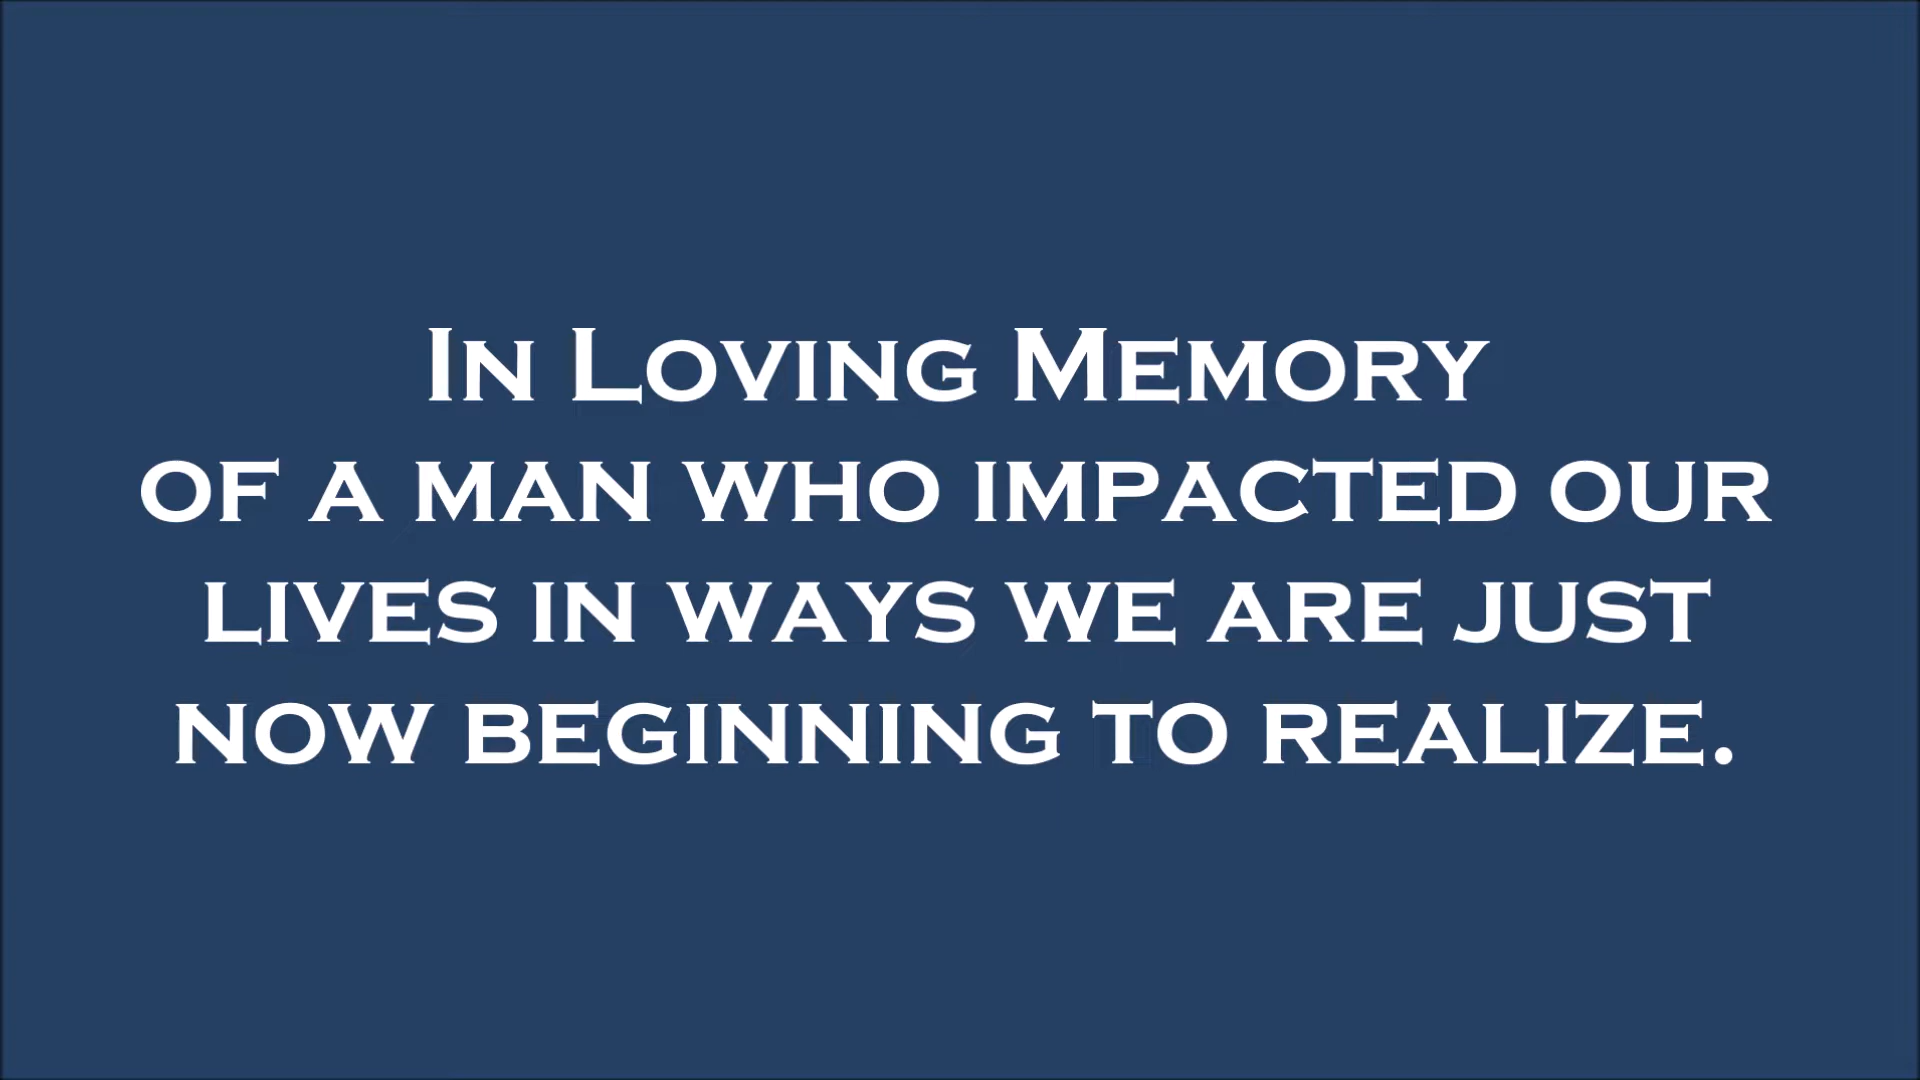 In Loving Memory
of a man who impacted our
lives in ways we are just
now beginning to realize.